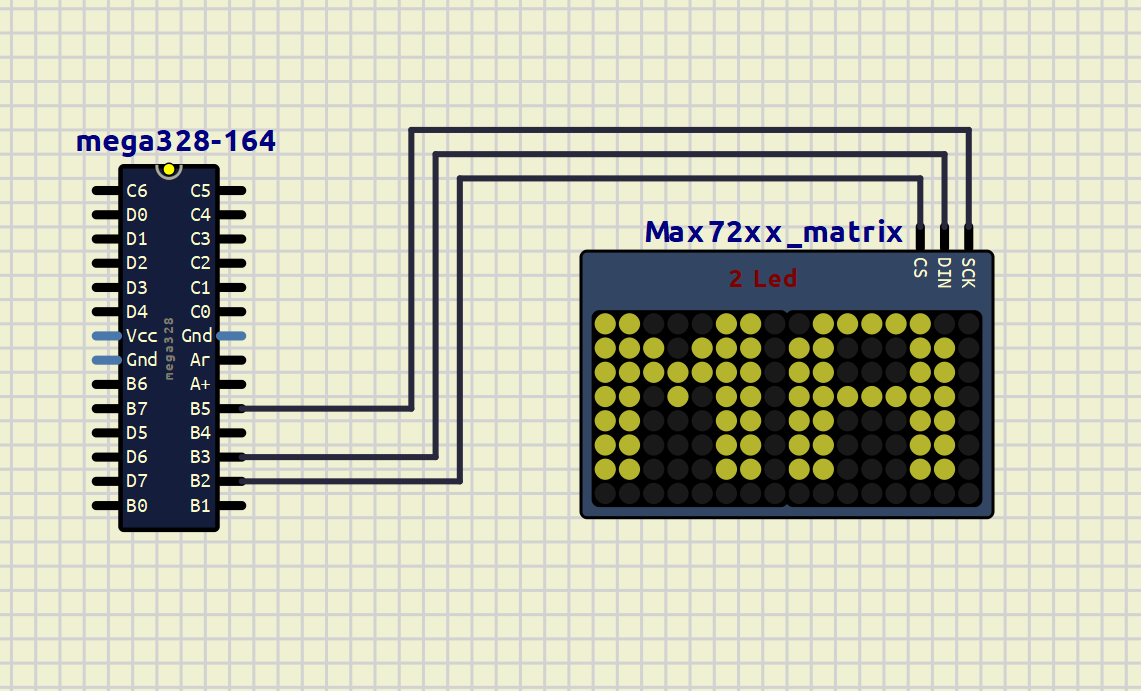 mega328-164
C6 C5
D0 C4
D1 C3
D2 C2
D3 C1
D4 C0
Vcc Gnd
Gnd Ar
B6 A+
B7 B5
D5 B4
D6 B3
D7 B2
B0 B1
mega328
Max72xx_matrix
CS DIN SCK
2 Led
MA